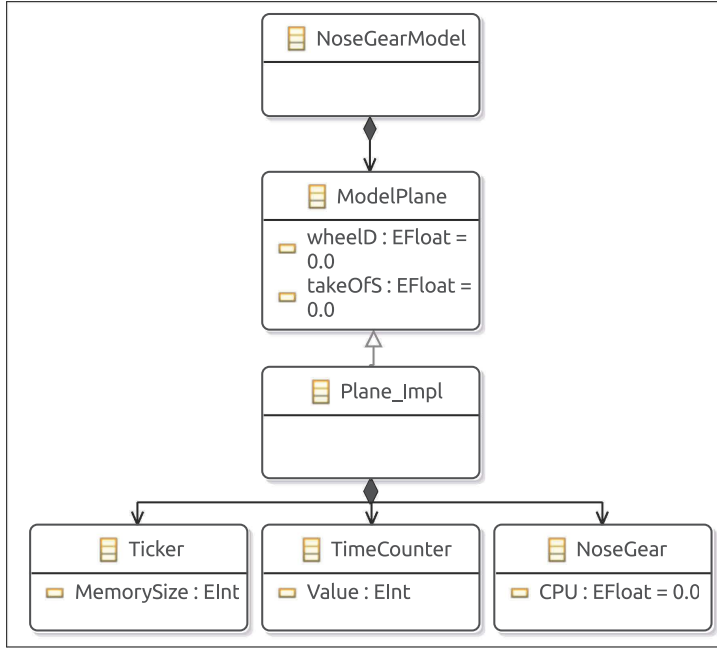 NoseGearModel
ModelPlane
wheelD : EFloat =
0.0
takeOfS : EFloat =
0.0
Plane_Impl
Ticker
MemorySize : EInt
TimeCounter
Value : EInt
NoseGear
CPU : EFloat = 0.0